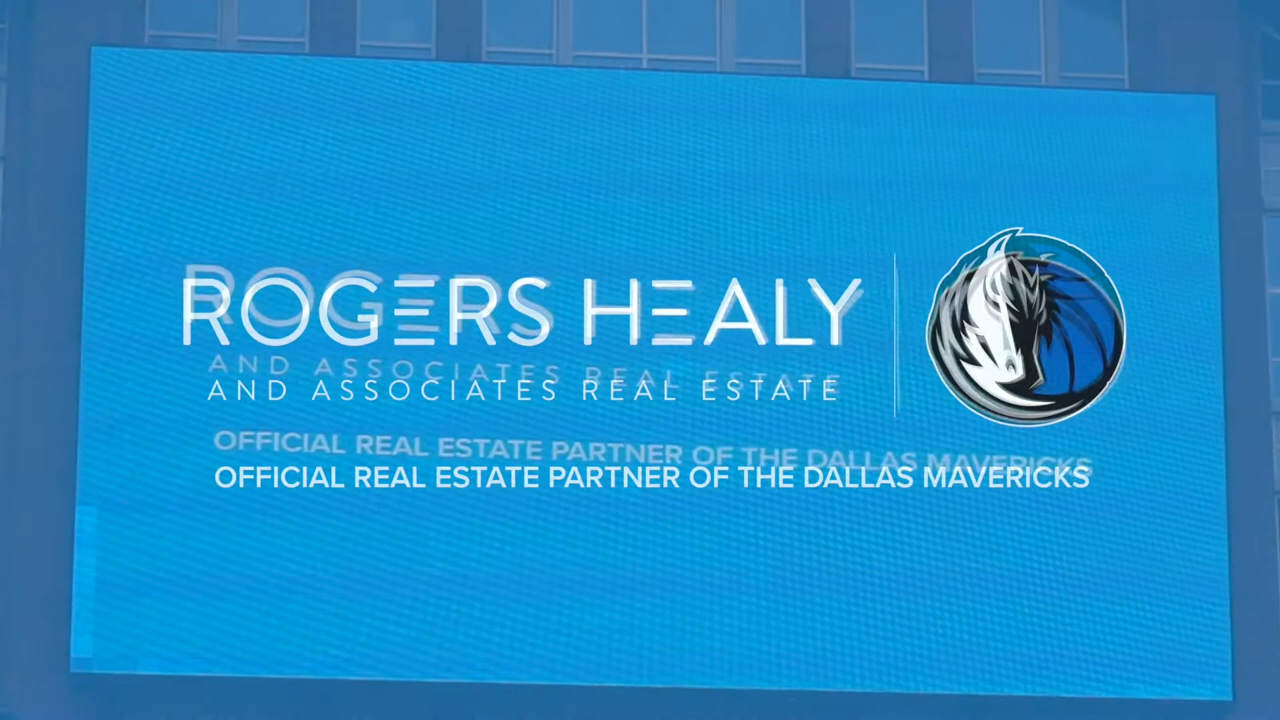 ROGERS HEALY
AND ASSOCIATES REAL ESTATE
OFFICIAL REAL ESTATE PARTNER OF THE DALLAS MAVERICKS